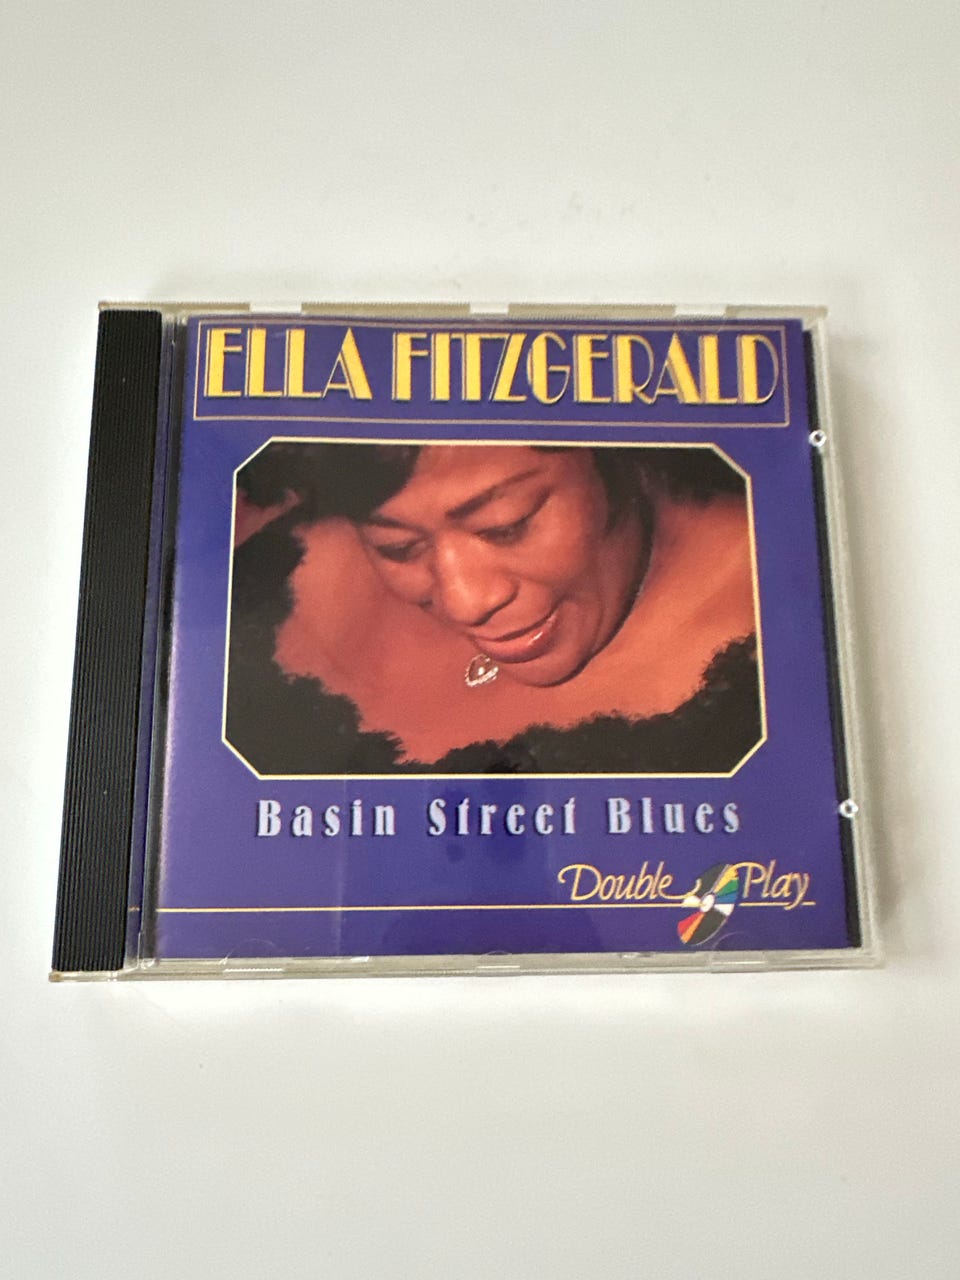 ELLA FITZGERALD
Basin Street Blues
Double Play